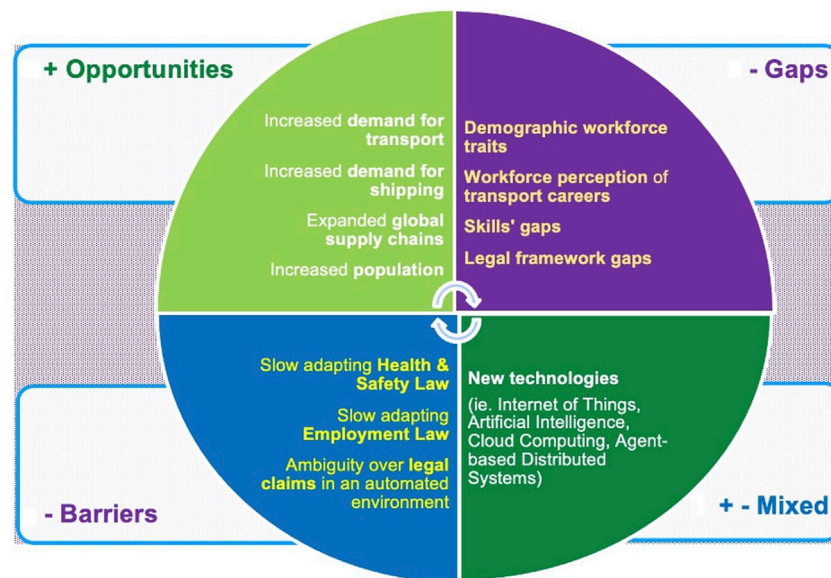 + Opportunities
- Gaps
Increased demand for
transport
Increased demand for
shipping
Expanded global
supply chains
Increased population
Demographic workforce
traits
Workforce perception of
transport careers
Skills' gaps
Legal framework gaps
Slow adapting Health &
Safety Law
Slow adapting
Employment Law
Ambiguity over legal
claims in an automated
environment
New technologies
(ie. Internet of Things,
Artificial Intelligence,
Cloud Computing, Agent-
based Distributed
Systems)
- Barriers
+ - Mixed